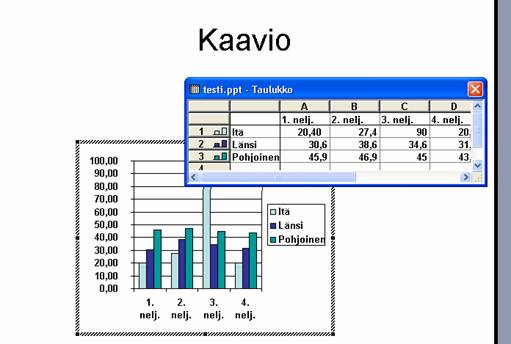 Kaavio
testi.ppt - Taulukko
A B C D
1. nelj. 2. nelj. 3. nelj. 4. nelj.
1 Itä 20,40 27,4 90 20,
2 Länsi 30,6 38,6 34,6 31,
3 Pohjoinen 45,9 46,9 45 43,
4
100,00
90,00
80,00
70,00
60,00
50,00
40,00
30,00
20,00
10,00
0,00
Itä
Länsi
Pohjoinen
1. 2. 3. 4.
nelj. nelj. nelj. nelj.